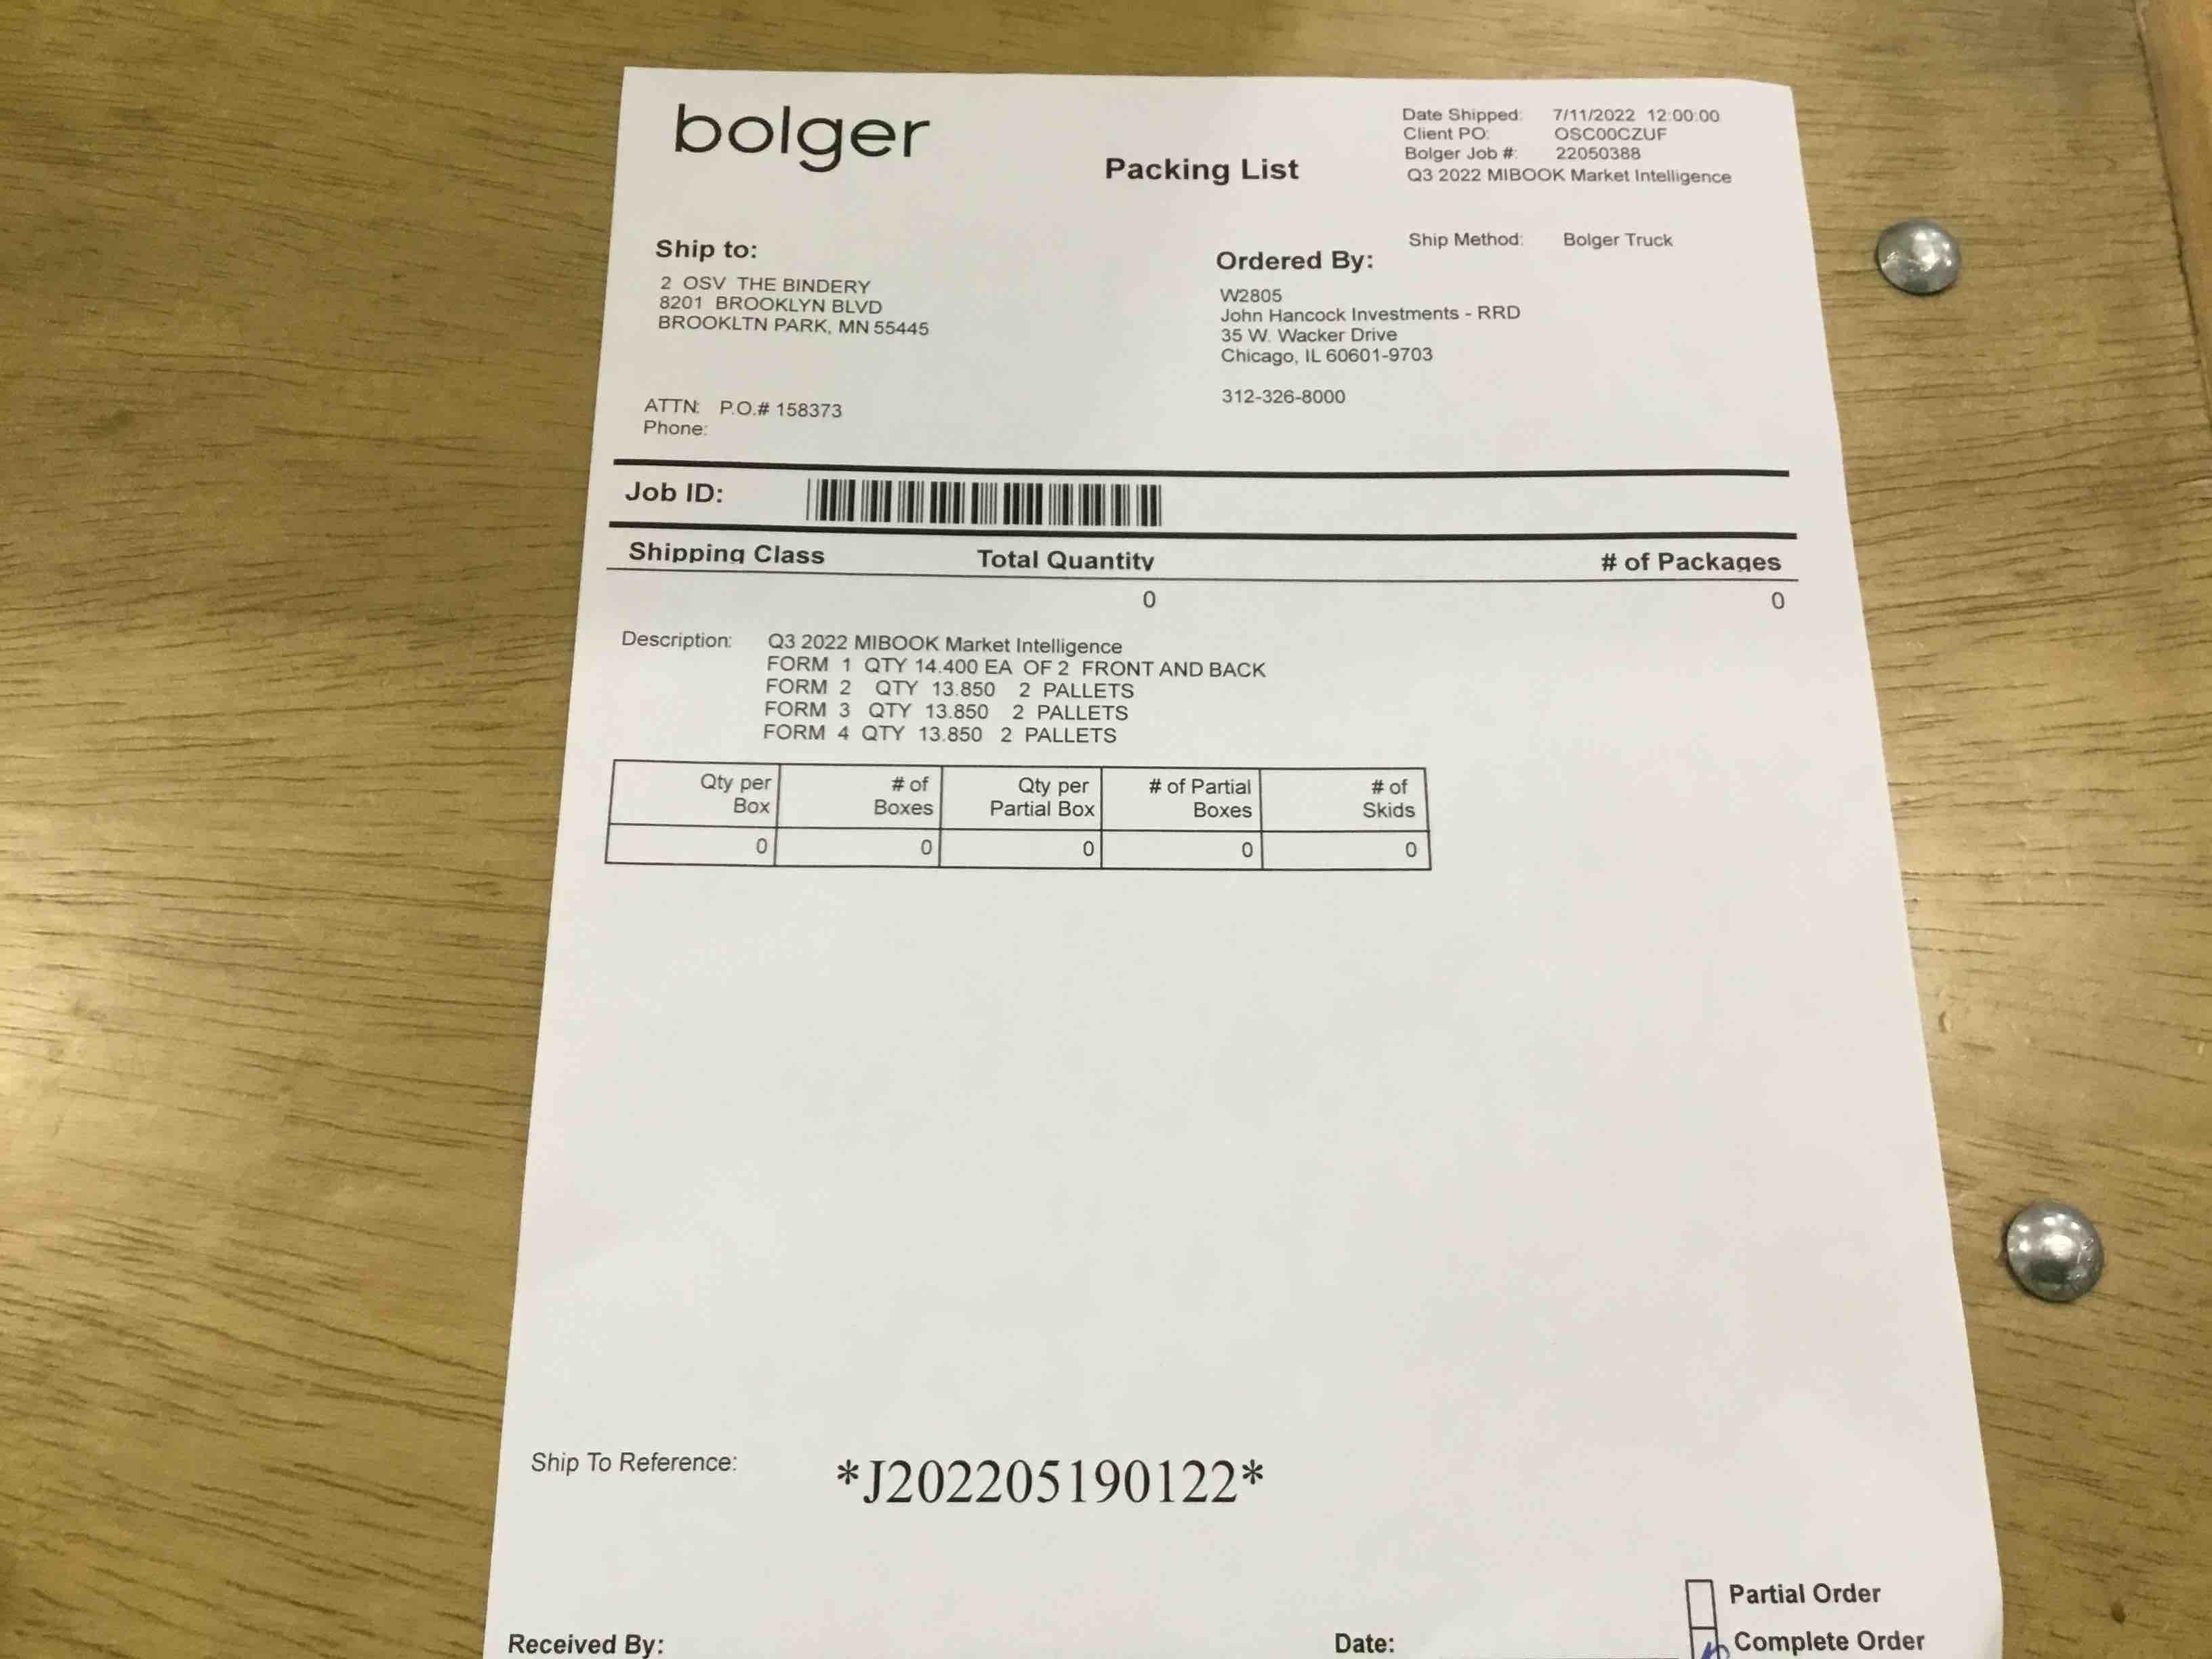 bolger
Packing List
Date Shipped: 7/11/2022 12:00:00
Client PO: OSC00CZUF
Bolger Job #: 22050388
Q3 2022 MIBOOK Market Intelligence
Ship Method: Bolger Truck
Ship to:
2 OSV THE BINDERY
8201 BROOKLYN BLVD
BROOKLTN PARK, MN 55445
ATTN: P.O.# 158373
Phone:
Ordered By:
W2805
John Hancock Investments - RRD
35 W. Wacker Drive
Chicago, IL 60601-9703
312-326-8000
Job ID:
Shipping Class Total Quantity # of Packages
0 0
Description: Q3 2022 MIBOOK Market Intelligence
FORM 1 QTY 14.400 EA OF 2 FRONT AND BACK
FORM 2 QTY 13.850 2 PALLETS
FORM 3 QTY 13.850 2 PALLETS
FORM 4 QTY 13.850 2 PALLETS
Qty per Box # of Boxes Qty per Partial Box # of Partial Boxes # of Skids
0 0 0 0 0
Ship To Reference: *J202205190122*
Partial Order
Complete Order
Received By: Date: